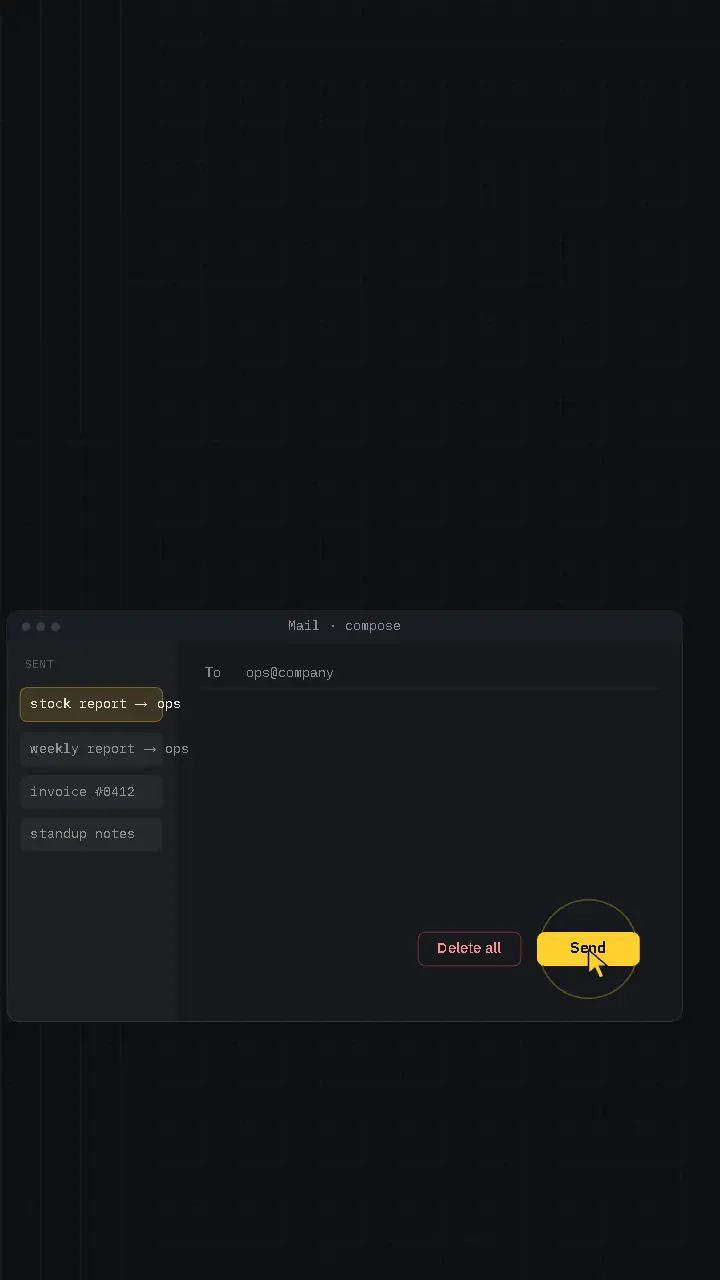 Mail · compose
SENT
stock report → ops
weekly report → ops
invoice #0412
standup notes
To ops@company
Delete all
Send